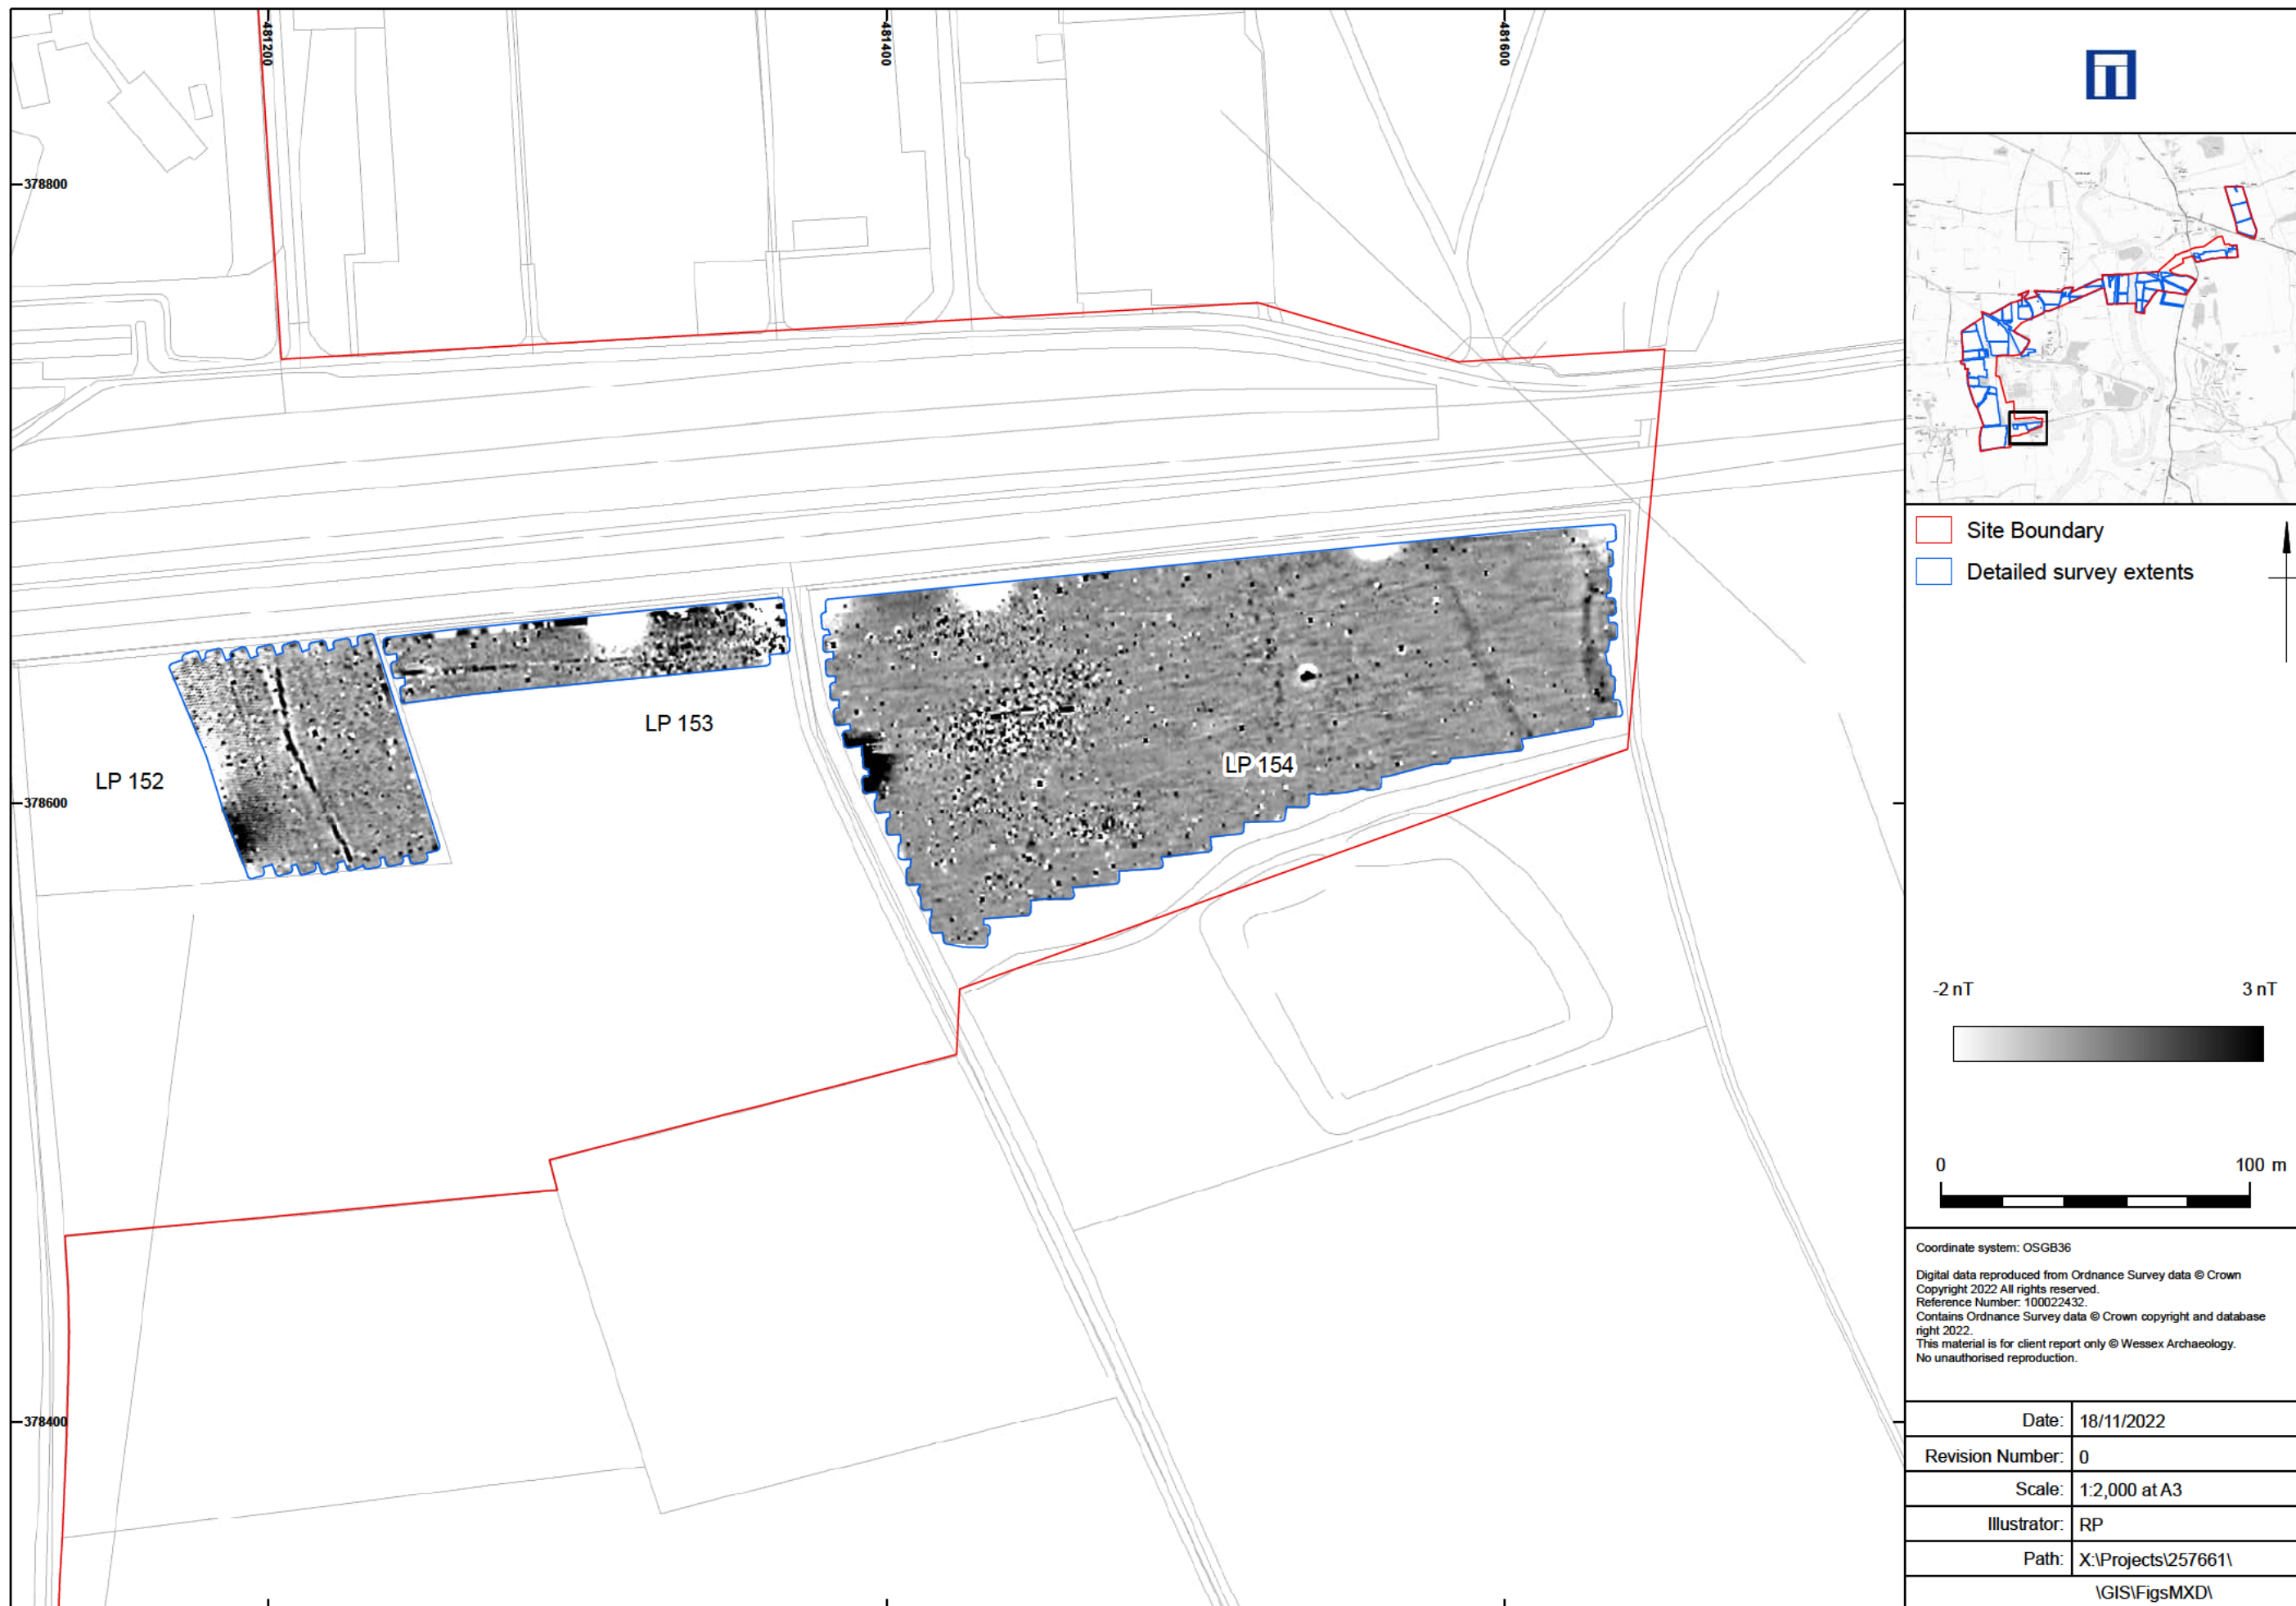 481200
481400
481600
378800
378600
378400
LP 152
LP 153
LP 154
Site Boundary
Detailed survey extents
-2 nT
3 nT
0
100 m
Coordinate system: OSGB36
Digital data reproduced from Ordnance Survey data © Crown
Copyright 2022 All rights reserved.
Reference Number: 100022432.
Contains Ordnance Survey data © Crown copyright and database
right 2022.
This material is for client report only © Wessex Archaeology.
No unauthorised reproduction.
Date: 18/11/2022
Revision Number: 0
Scale: 1:2,000 at A3
Illustrator: RP
Path: X:\Projects\257661\
\GIS\FigsMXD\